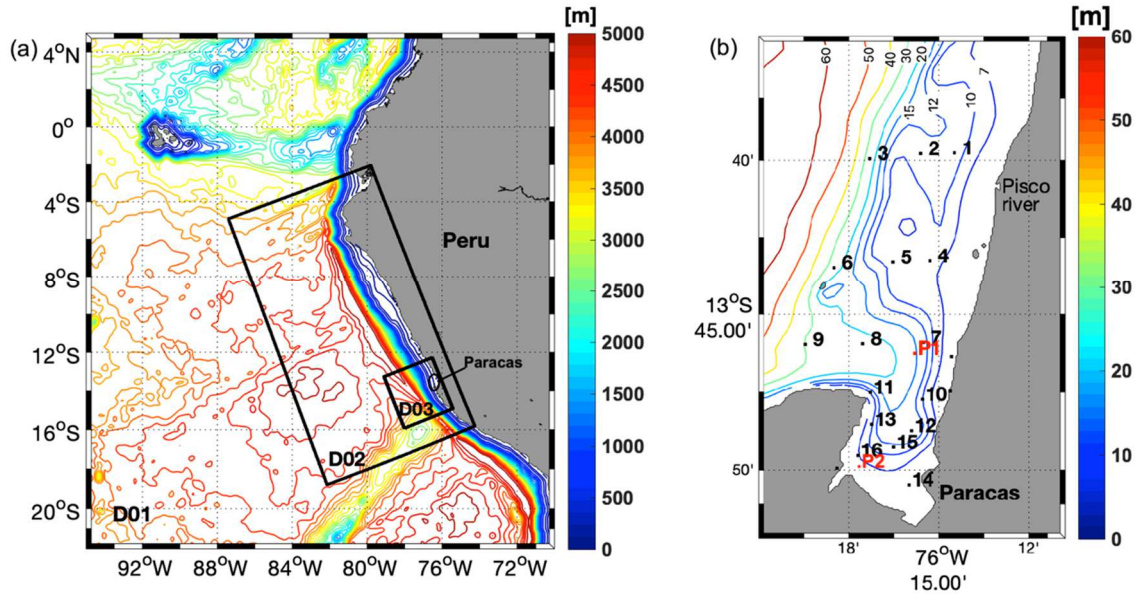 (a)
[m]
5000
4500
4000
3500
3000
2500
2000
1500
1000
500
0
4°N
0°
4°S
8°S
12°S
16°S
20°S
92°W 88°W 84°W 80°W 76°W 72°W
Peru
Paracas
D03
D02
D01
(b)
[m]
60
50
40
30
20
10
0
60 50 40 30 20 15 12 10 7
40'
13°S
45.00'
50'
18' 76°W 12'
15.00'
3 2 1
Pisco
river
6 5 4
9 8 7
P1
11 10
13 12
15
16
P2
14
Paracas